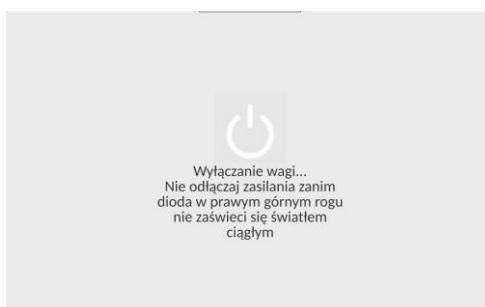 Wyłączanie wagi...
Nie odłączaj zasilania zanim
dioda w prawym górnym rogu
nie zaświeci się światłem
ciągłym